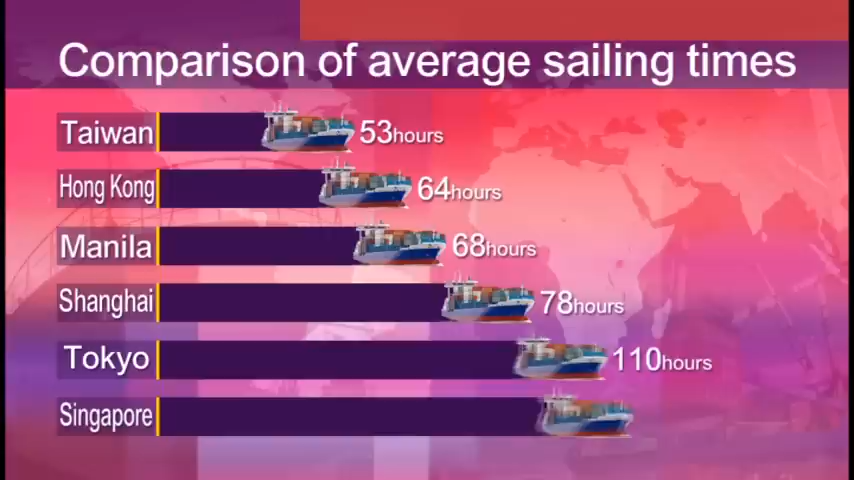 Comparison of average sailing times
Taiwan 53hours
Hong Kong 64hours
Manila 68hours
Shanghai 78hours
Tokyo 110hours
Singapore